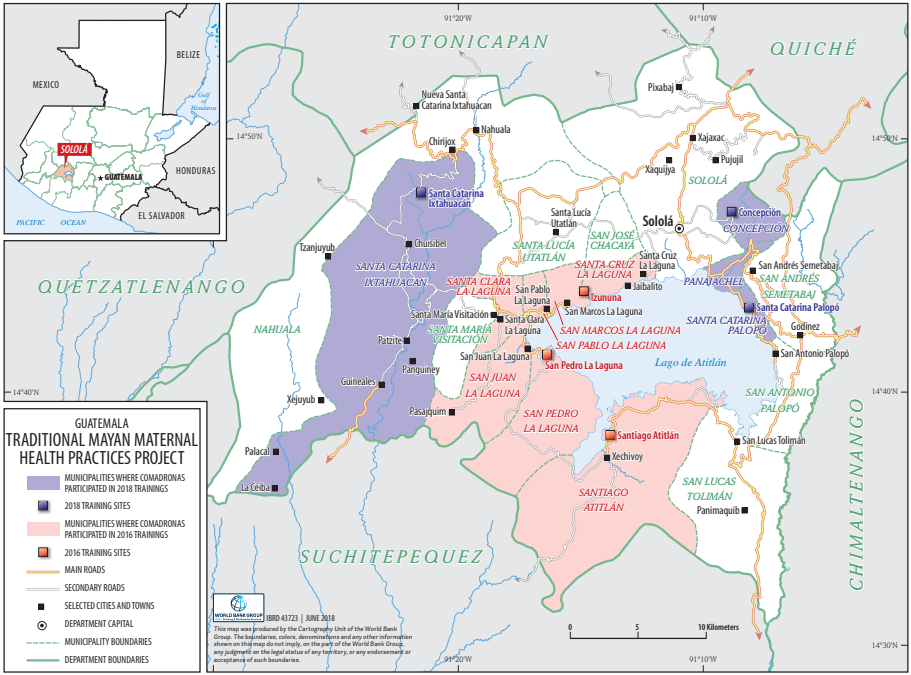 MEXICO
BELIZE
Gulf
of
Honduras
SOLOLÁ
GUATEMALA
HONDURAS
EL SALVADOR
PACIFIC OCEAN
91°20'W
91°10'W
TOTONICAPAN
QUICHÉ
14°50'N
14°50'N
Nueva Santa
Catarina Ixtahuacan
Pixabaj
Nahuala
Chirijox
Xajaxac
Xaquijya
Pujujil
SOLOLÁ
Santa Catarina
Ixtahuacán
Concepción
CONCEPCIÓN
Santa Lucía
Utatlán
Sololá
SAN JOSÉ
CHACAYÁ
SANTA LUCÍA
UTATLÁN
Chuisibel
Tzanjuyub
SANTA CATARINA
IXTAHUACAN
SANTA CRUZ
LA LAGUNA
Santa Cruz
La Laguna
Jaibalito
SANTA CLARA
LA LAGUNA
San Pablo
La Laguna
Izununa
San Marcos La Laguna
PANAJACHEL
San Andrés Semetabaj
SAN ANDRÉS
SEMETABAJ
Santa Catarina Palopó
SANTA CATARINA
PALOPÓ
Godinez
QUETZATLENANGO
NAHUALA
Santa María Visitación
SANTA MARÍA
VISITACIÓN
Santa Clara
La Laguna
SAN MARCOS LA LAGUNA
SAN PABLO LA LAGUNA
Patzite
Panguiney
San Juan La Laguna
San Pedro La Laguna
Lago de Atitlán
San Antonio Palopó
SAN JUAN
LA LAGUNA
Guineales
SAN ANTONIO
PALOPÓ
14°40'N
14°40'N
Xejuyub
Pasajquim
SAN PEDRO
LA LAGUNA
Santiago Atitlán
San Lucas Tolimán
Xechivoy
Palacal
La Ceiba
SANTIAGO
ATITLÁN
SAN LUCAS
TOLIMÁN
Panimaquib
SUCHITEPEQUEZ
CHIMALTENANGO
GUATEMALA
TRADITIONAL MAYAN MATERNAL
HEALTH PRACTICES PROJECT
MUNICIPALITIES WHERE COMADRONAS
PARTICIPATED IN 2018 TRAININGS
2018 TRAINING SITES
MUNICIPALITIES WHERE COMADRONAS
PARTICIPATED IN 2016 TRAININGS
2016 TRAINING SITES
MAIN ROADS
SECONDARY ROADS
SELECTED CITIES AND TOWNS
DEPARTMENT CAPITAL
MUNICIPALITY BOUNDARIES
DEPARTMENT BOUNDARIES
WORLD BANK GROUP
IBRD 43723 | JUNE 2018
This map was produced by the Cartography Unit of the World Bank
Group. The boundaries, colors, denominations and any other information
shown on this map do not imply, on the part of the World Bank Group,
any judgment on the legal status of any territory, or any endorsement or
acceptance of such boundaries.
0 5 10 Kilometers
14°30'N
91°20'W
91°10'W